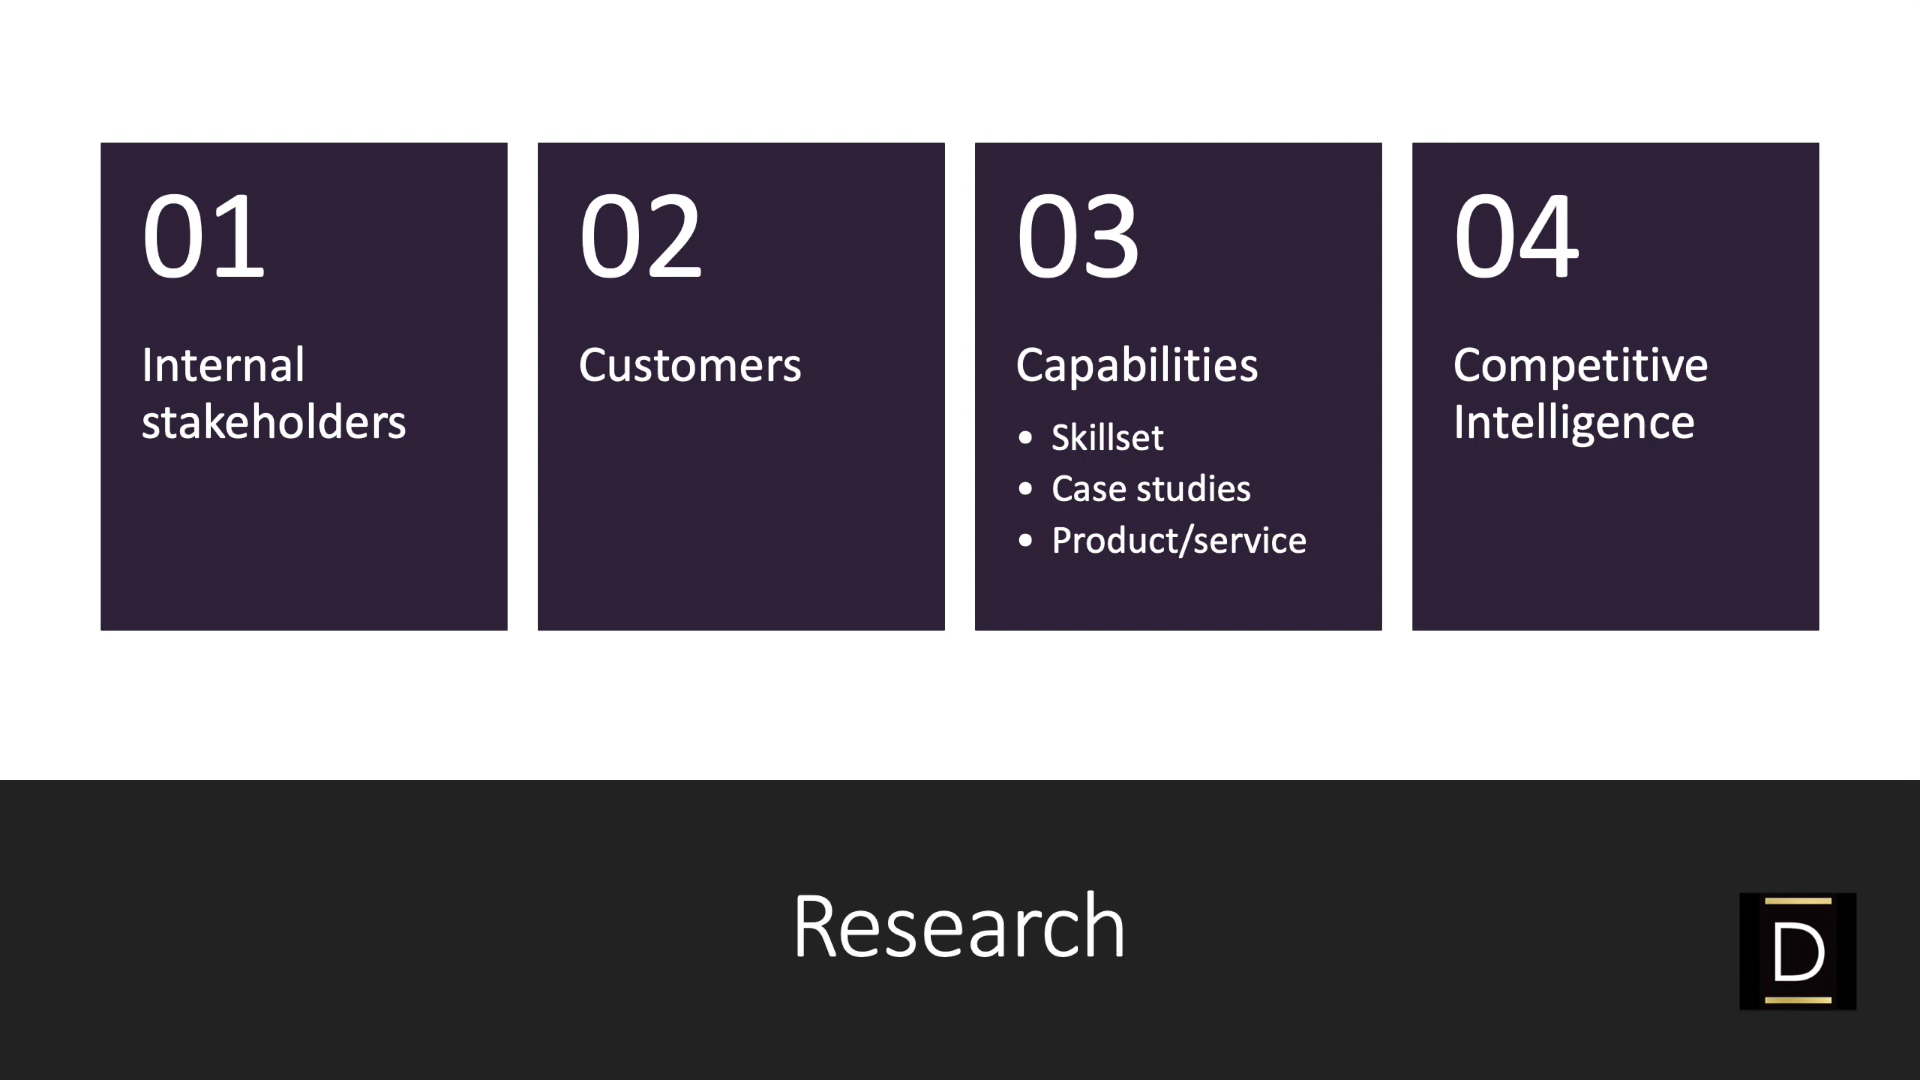 01
Internal
stakeholders
02
Customers
03
Capabilities
• Skillset
• Case studies
• Product/service
04
Competitive
Intelligence
Research
D